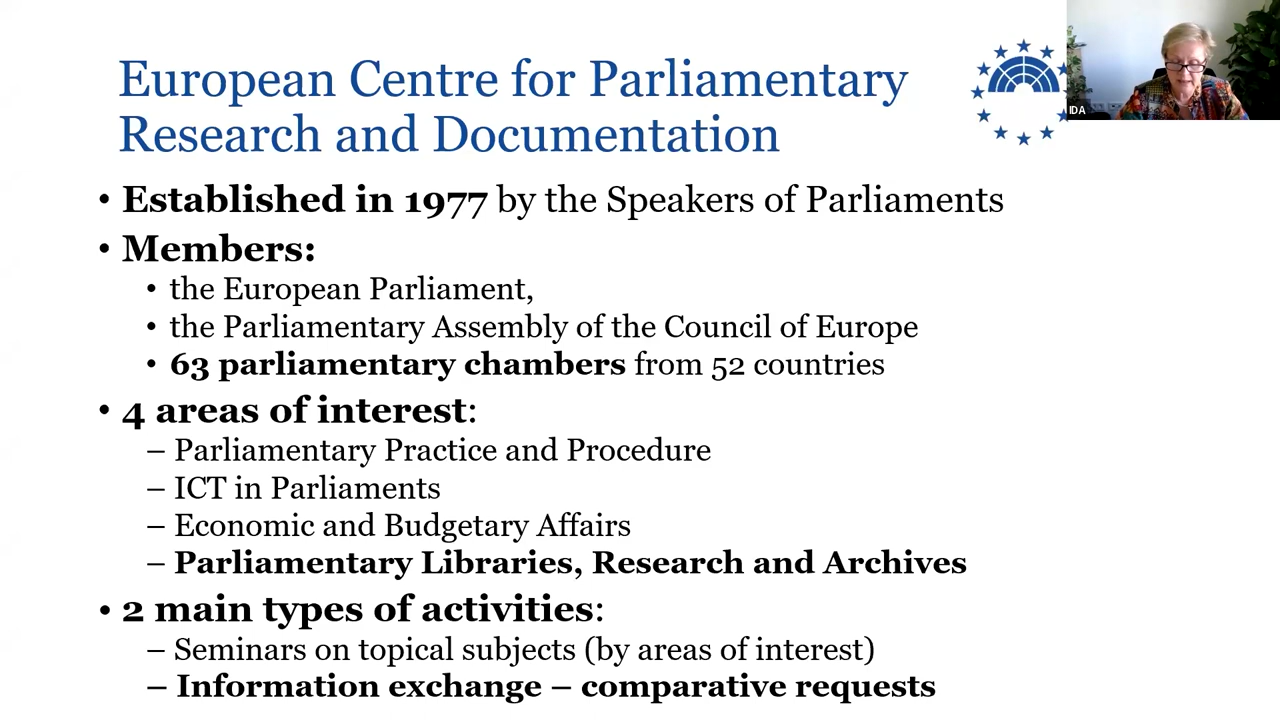 European Centre for Parliamentary
Research and Documentation
IDA
• Established in 1977 by the Speakers of Parliaments
• Members:
• the European Parliament,
• the Parliamentary Assembly of the Council of Europe
• 63 parliamentary chambers from 52 countries
• 4 areas of interest:
– Parliamentary Practice and Procedure
– ICT in Parliaments
– Economic and Budgetary Affairs
– Parliamentary Libraries, Research and Archives
• 2 main types of activities:
– Seminars on topical subjects (by areas of interest)
– Information exchange – comparative requests